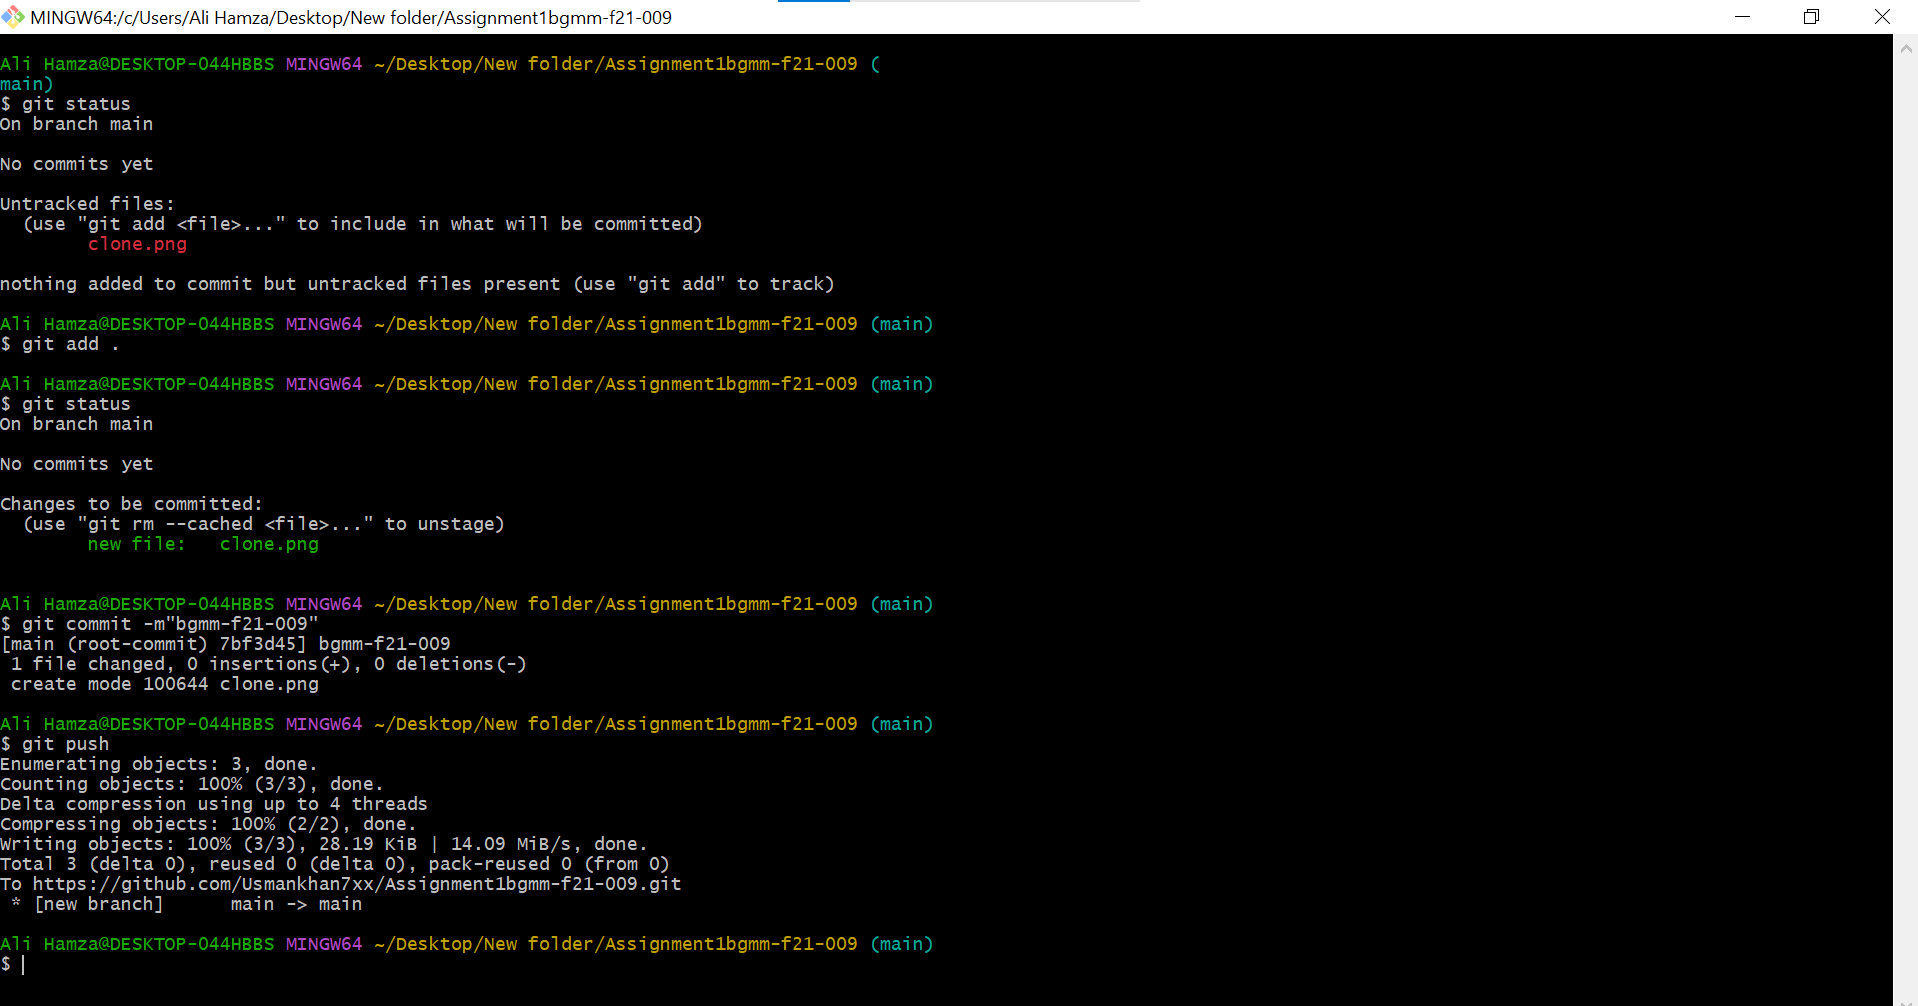 MINGW64:/c/Users/Ali Hamza/Desktop/New folder/Assignment1bgmm-f21-009
Ali Hamza@DESKTOP-O44HBBS MINGW64 ~/Desktop/New folder/Assignment1bgmm-f21-009 (
main)
$ git status
On branch main
No commits yet
Untracked files:
  (use "git add <file>..." to include in what will be committed)
        clone.png
nothing added to commit but untracked files present (use "git add" to track)
Ali Hamza@DESKTOP-O44HBBS MINGW64 ~/Desktop/New folder/Assignment1bgmm-f21-009 (main)
$ git add .
Ali Hamza@DESKTOP-O44HBBS MINGW64 ~/Desktop/New folder/Assignment1bgmm-f21-009 (main)
$ git status
On branch main
No commits yet
Changes to be committed:
  (use "git rm --cached <file>..." to unstage)
        new file:   clone.png
Ali Hamza@DESKTOP-O44HBBS MINGW64 ~/Desktop/New folder/Assignment1bgmm-f21-009 (main)
$ git commit -m"bgmm-f21-009"
[main (root-commit) 7bf3d45] bgmm-f21-009
 1 file changed, 0 insertions(+), 0 deletions(-)
 create mode 100644 clone.png
Ali Hamza@DESKTOP-O44HBBS MINGW64 ~/Desktop/New folder/Assignment1bgmm-f21-009 (main)
$ git push
Enumerating objects: 3, done.
Counting objects: 100% (3/3), done.
Delta compression using up to 4 threads
Compressing objects: 100% (2/2), done.
Writing objects: 100% (3/3), 28.19 KiB | 14.09 MiB/s, done.
Total 3 (delta 0), reused 0 (delta 0), pack-reused 0 (from 0)
To https://github.com/Usmankhan7xx/Assignment1bgmm-f21-009.git
 * [new branch]      main -> main
Ali Hamza@DESKTOP-O44HBBS MINGW64 ~/Desktop/New folder/Assignment1bgmm-f21-009 (main)
$